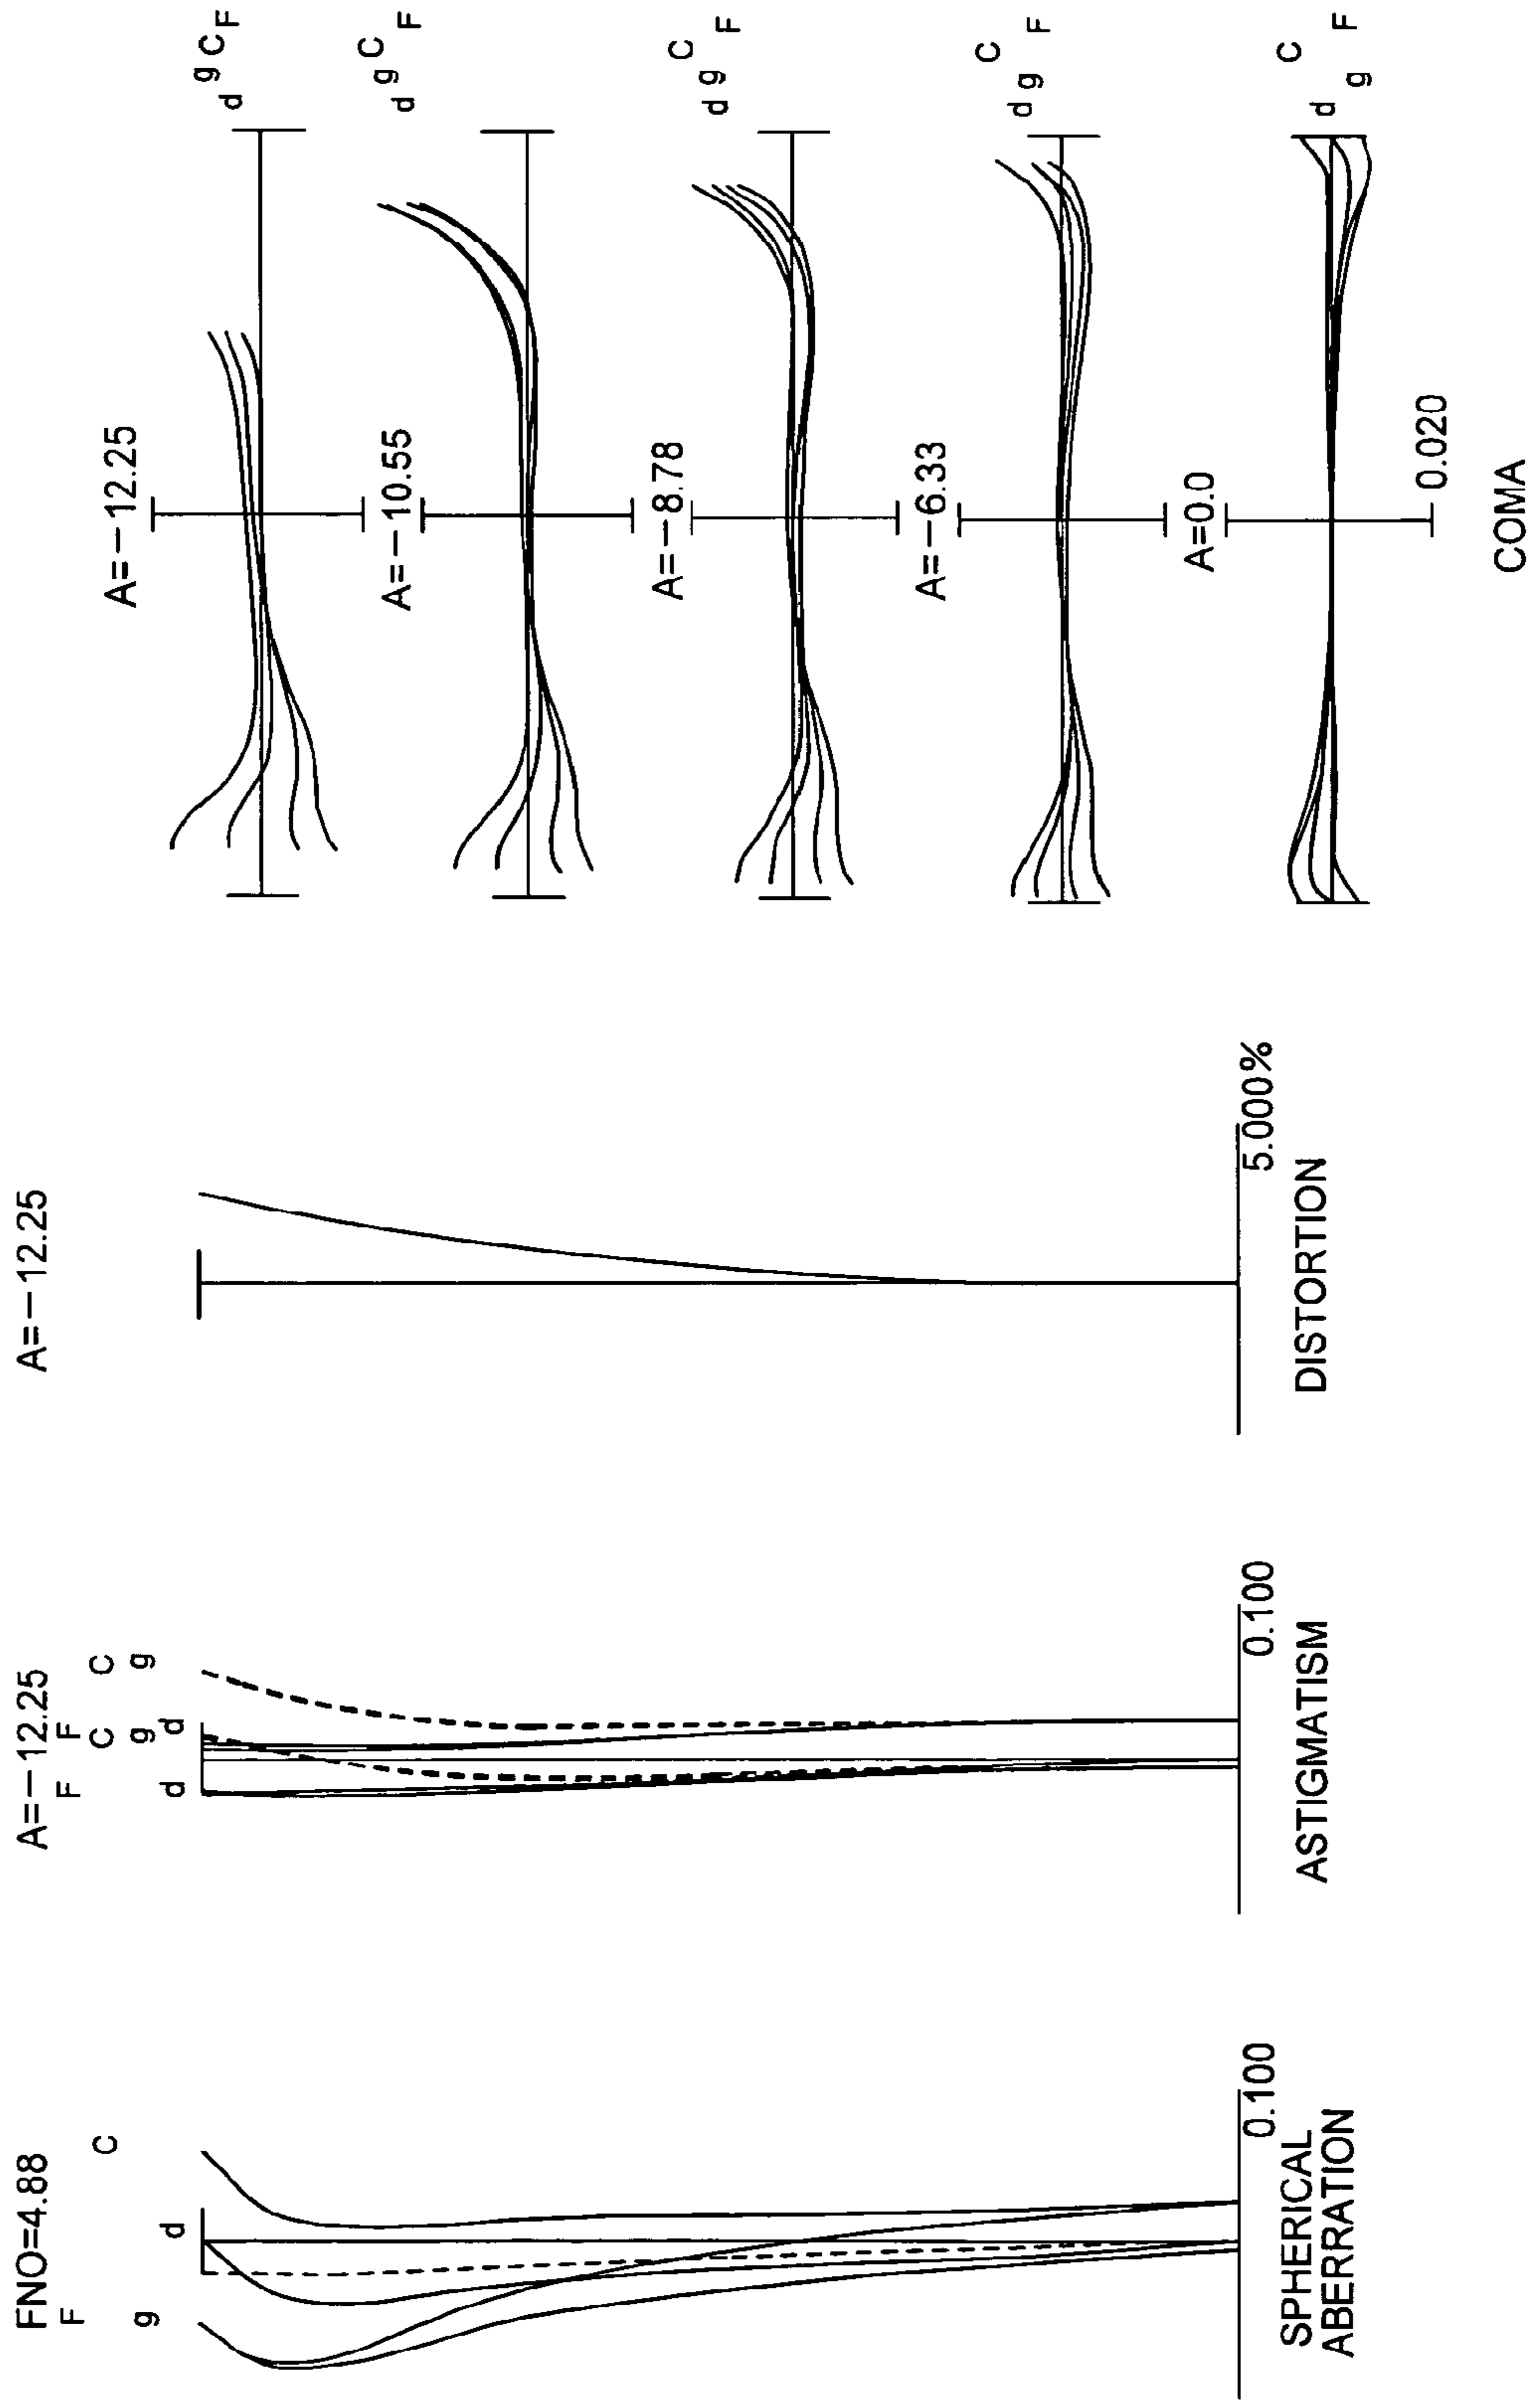 FNO=4.88
F
C
g
d
0.100
SPHERICAL
ABERRATION
A=−12.25
F
F
C
C
d
g
d
g
0.100
ASTIGMATISM
A=−12.25
5.000%
DISTORTION
A=−12.25
d
g
C
F
A=−10.55
d
g
C
F
A=−8.78
d
g
C
F
A=−6.33
d
g
C
F
A=0.0
d
g
C
F
0.020
COMA